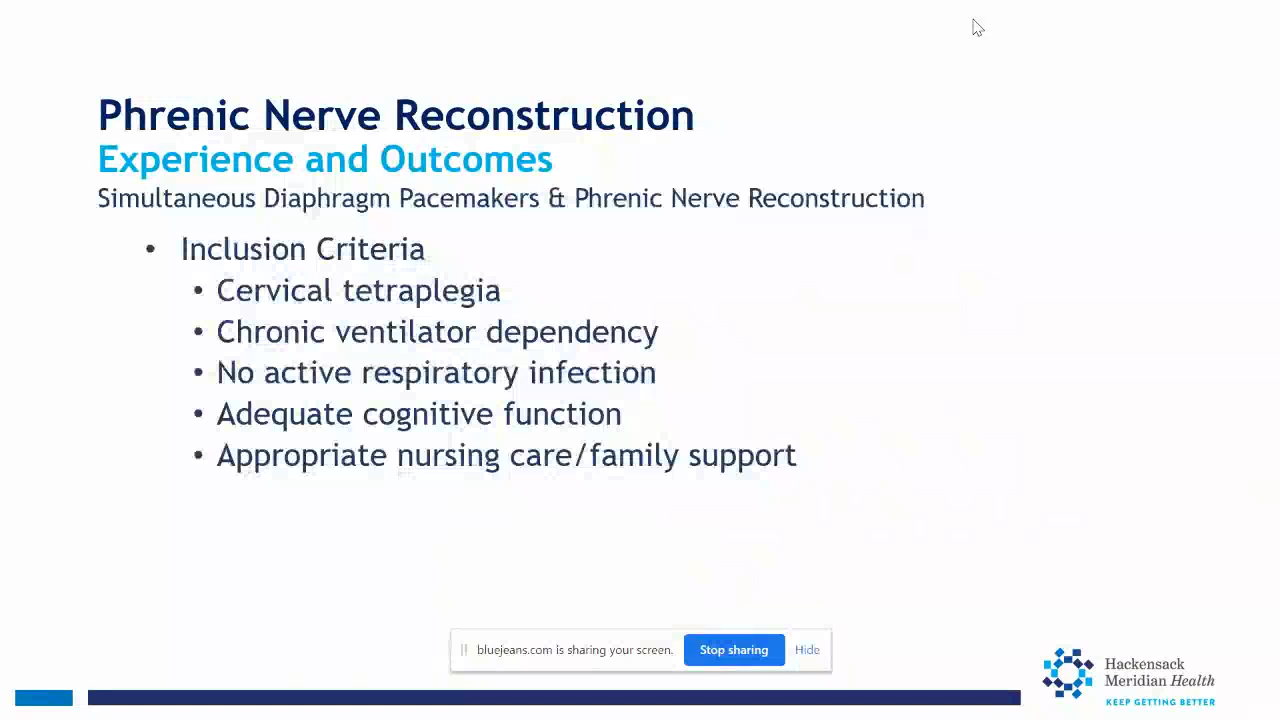 Phrenic Nerve Reconstruction
Experience and Outcomes
Simultaneous Diaphragm Pacemakers & Phrenic Nerve Reconstruction
• Inclusion Criteria
• Cervical tetraplegia
• Chronic ventilator dependency
• No active respiratory infection
• Adequate cognitive function
• Appropriate nursing care/family support
bluejeans.com is sharing your screen. Stop sharing Hide
Hackensack
Meridian Health
KEEP GETTING BETTER